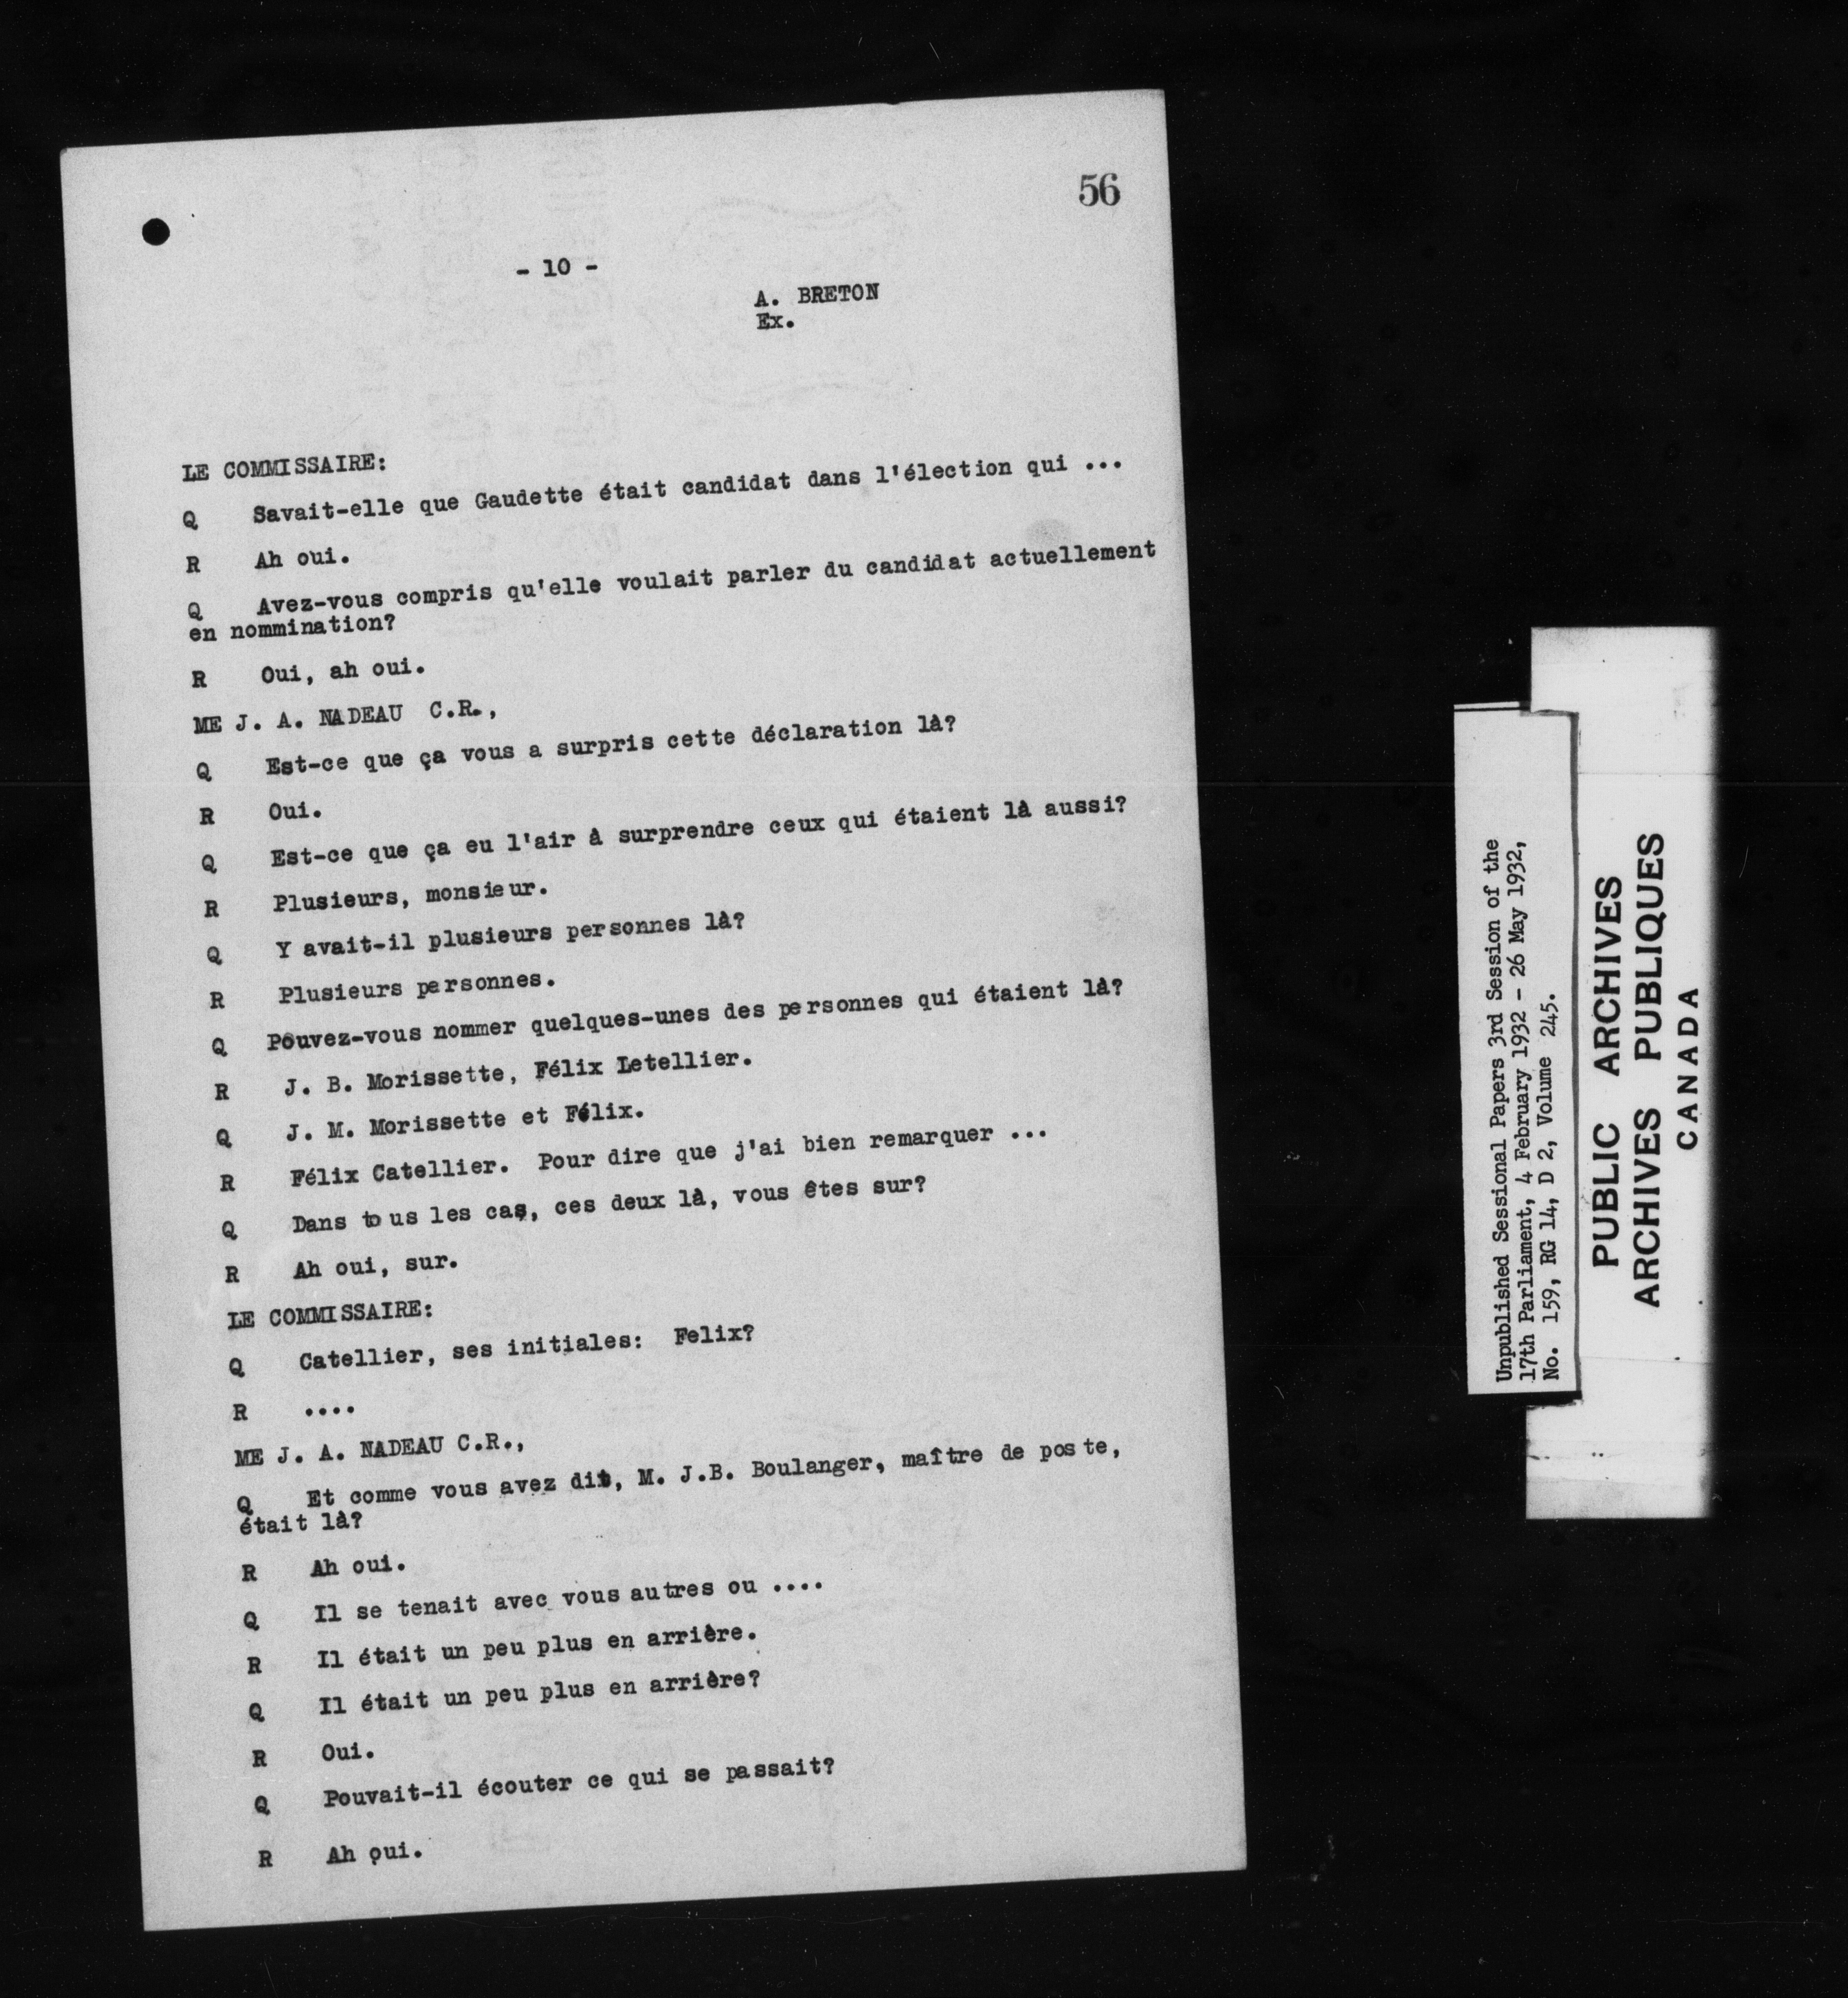 56
- 10 -
A. BRETON
Ex.
LE COMMISSAIRE:
Q Savait-elle que Gaudette était candidat dans l'élection qui ...
R Ah oui.
Q Avez-vous compris qu'elle voulait parler du candidat actuellement
en nommination?
R Oui, ah oui.
ME J. A. NADEAU C.R.,
Q Est-ce que ça vous a surpris cette déclaration là?
R Oui.
Q Est-ce que ça eu l'air à surprendre ceux qui étaient là aussi?
R Plusieurs, monsieur.
Q Y avait-il plusieurs personnes là?
R Plusieurs personnes.
Q Pouvez-vous nommer quelques-unes des personnes qui étaient là?
R J. B. Morissette, Félix Letellier.
Q J. M. Morissette et Félix.
R Félix Catellier. Pour dire que j'ai bien remarquer ...
Q Dans tous les cas, ces deux là, vous êtes sur?
R Ah oui, sur.
LE COMMISSAIRE:
Q Catellier, ses initiales: Felix?
R ....
ME J. A. NADEAU C.R.,
Q Et comme vous avez dit, M. J.B. Boulanger, maître de poste,
était là?
R Ah oui.
Q Il se tenait avec vous autres ou ....
R Il était un peu plus en arrière.
Q Il était un peu plus en arrière?
R Oui.
Q Pouvait-il écouter ce qui se passait?
R Ah oui.
Unpublished Sessional Papers 3rd Session of the
17th Parliament, 4 February 1932 - 26 May 1932,
No. 159, RG 14, D 2, Volume 245.
PUBLIC ARCHIVES
ARCHIVES PUBLIQUES
CANADA